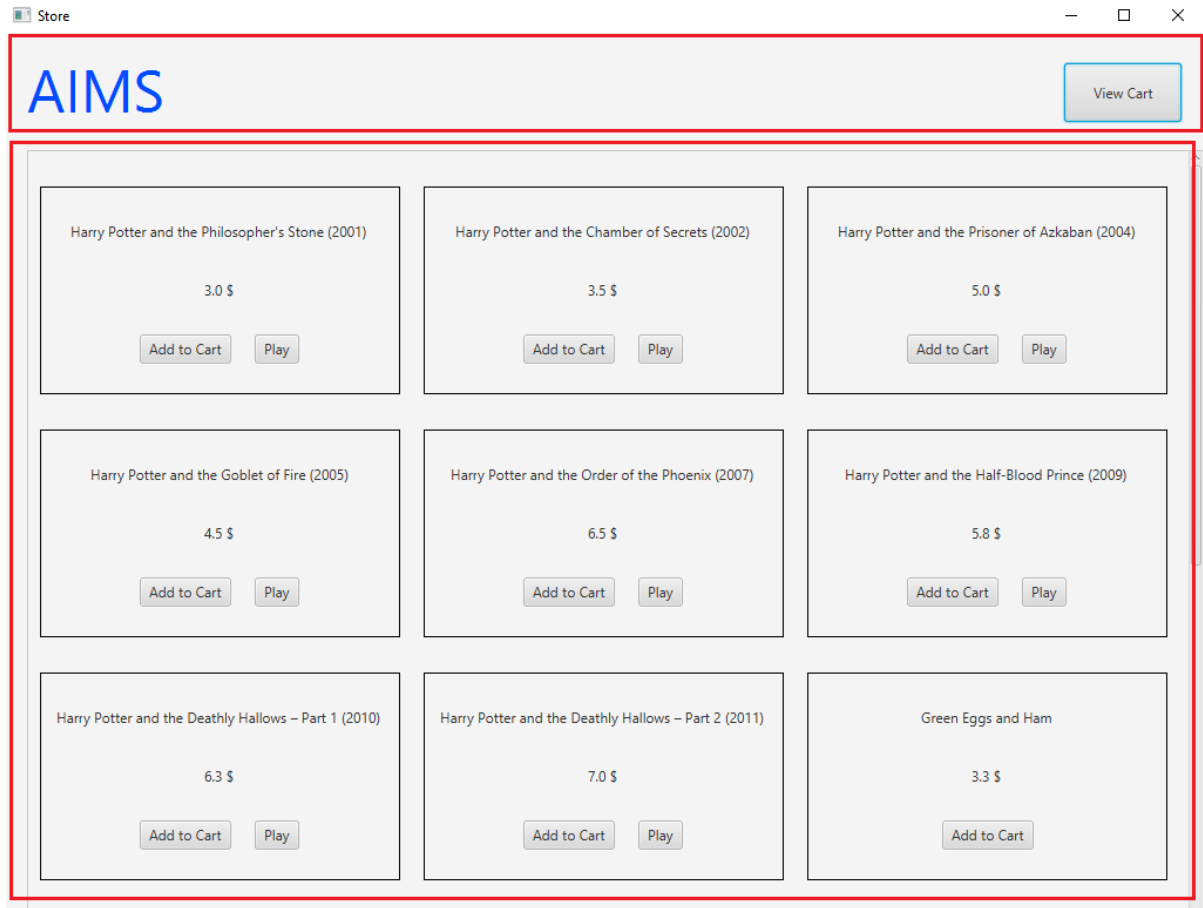 Store
AIMS
View Cart
Harry Potter and the Philosopher's Stone (2001)
3.0 $
Add to Cart Play
Harry Potter and the Chamber of Secrets (2002)
3.5 $
Add to Cart Play
Harry Potter and the Prisoner of Azkaban (2004)
5.0 $
Add to Cart Play
Harry Potter and the Goblet of Fire (2005)
4.5 $
Add to Cart Play
Harry Potter and the Order of the Phoenix (2007)
6.5 $
Add to Cart Play
Harry Potter and the Half-Blood Prince (2009)
5.8 $
Add to Cart Play
Harry Potter and the Deathly Hallows – Part 1 (2010)
6.3 $
Add to Cart Play
Harry Potter and the Deathly Hallows – Part 2 (2011)
7.0 $
Add to Cart Play
Green Eggs and Ham
3.3 $
Add to Cart